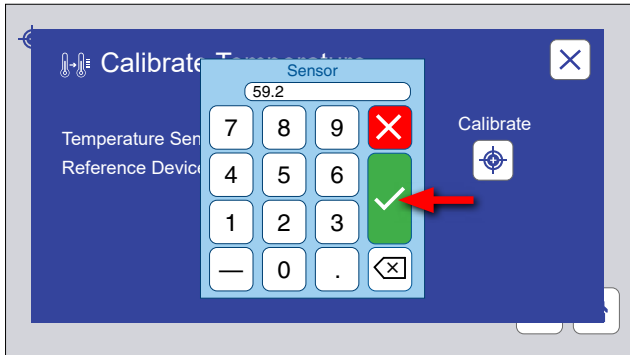 Calibrate Temperature
Sensor
59.2
Temperature Sen
Reference Device
Calibrate
7 8 9
4 5 6
1 2 3
— 0 .